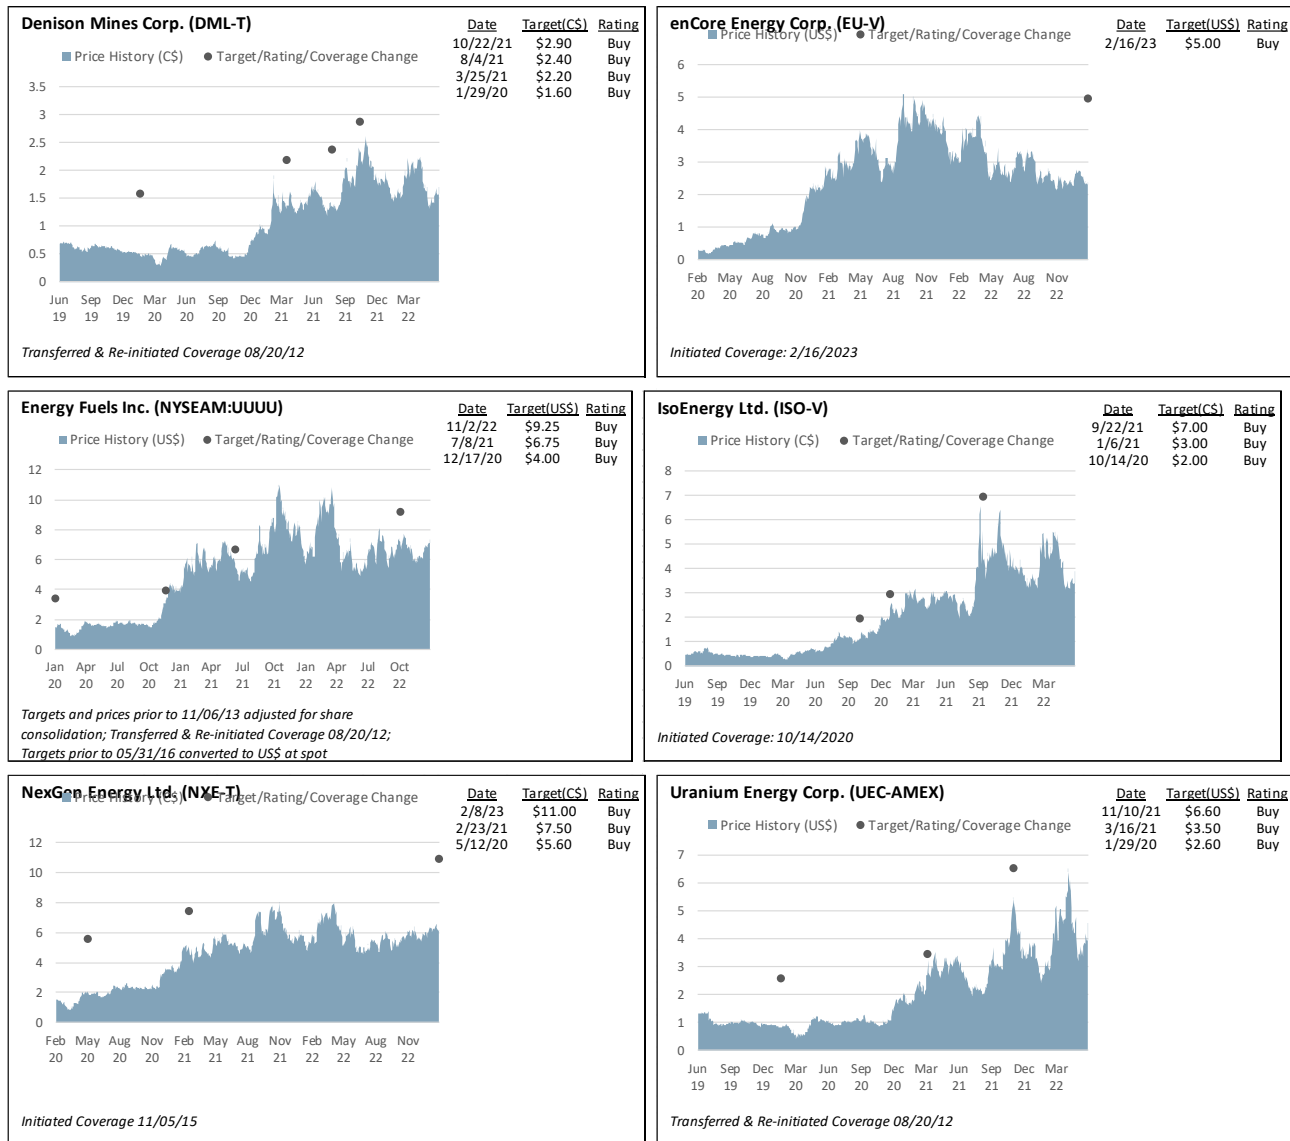 Denison Mines Corp. (DML-T)
Date Target(C$) Rating
10/22/21 $2.90 Buy
8/4/21 $2.40 Buy
3/25/21 $2.20 Buy
1/29/20 $1.60 Buy
Price History (C$) Target/Rating/Coverage Change
3.5
3
2.5
2
1.5
1
0.5
0
Jun Sep Dec Mar Jun Sep Dec Mar Jun Sep Dec Mar
19 19 19 20 20 20 20 21 21 21 21 22
Transferred & Re-initiated Coverage 08/20/12
enCore Energy Corp. (EU-V)
Date Target(US$) Rating
2/16/23 $5.00 Buy
Price History (US$) Target/Rating/Coverage Change
6
5
4
3
2
1
0
Feb May Aug Nov Feb May Aug Nov Feb May Aug Nov
20 20 20 20 21 21 21 21 22 22 22 22
Initiated Coverage: 2/16/2023
Energy Fuels Inc. (NYSEAM:UUUU)
Date Target(US$) Rating
11/2/22 $9.25 Buy
7/8/21 $6.75 Buy
12/17/20 $4.00 Buy
Price History (US$) Target/Rating/Coverage Change
12
10
8
6
4
2
0
Jan Apr Jul Oct Jan Apr Jul Oct Jan Apr Jul Oct
20 20 20 20 21 21 21 21 22 22 22 22
Targets and prices prior to 11/06/13 adjusted for share
consolidation; Transferred & Re-initiated Coverage 08/20/12;
Targets prior to 05/31/16 converted to US$ at spot
IsoEnergy Ltd. (ISO-V)
Date Target(C$) Rating
9/22/21 $7.00 Buy
1/6/21 $3.00 Buy
10/14/20 $2.00 Buy
Price History (C$) Target/Rating/Coverage Change
8
7
6
5
4
3
2
1
0
Jun Sep Dec Mar Jun Sep Dec Mar Jun Sep Dec Mar
19 19 19 20 20 20 20 21 21 21 21 22
Initiated Coverage: 10/14/2020
NexGen Energy Ltd. (NXE-T)
Date Target(C$) Rating
2/8/23 $11.00 Buy
2/23/21 $7.50 Buy
5/12/20 $5.60 Buy
Price History (C$) Target/Rating/Coverage Change
12
10
8
6
4
2
0
Feb May Aug Nov Feb May Aug Nov Feb May Aug Nov
20 20 20 20 21 21 21 21 22 22 22 22
Initiated Coverage 11/05/15
Uranium Energy Corp. (UEC-AMEX)
Date Target(US$) Rating
11/10/21 $6.60 Buy
3/16/21 $3.50 Buy
1/29/20 $2.60 Buy
Price History (US$) Target/Rating/Coverage Change
7
6
5
4
3
2
1
0
Jun Sep Dec Mar Jun Sep Dec Mar Jun Sep Dec Mar
19 19 19 20 20 20 20 21 21 21 21 22
Transferred & Re-initiated Coverage 08/20/12